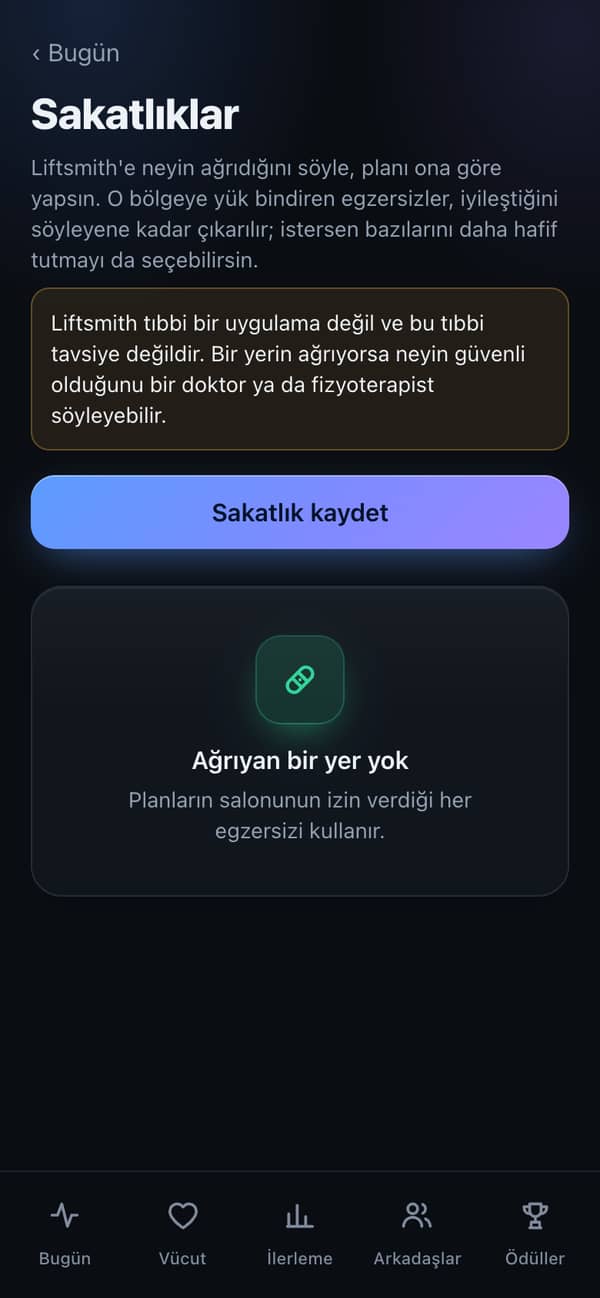 ‹ Bugün
Sakatlıklar
Liftsmith'e neyin ağrıdığını söyle, planı ona göre
yapsın. O bölgeye yük bindiren egzersizler, iyileştiğini
söyleyene kadar çıkarılır; istersen bazılarını daha hafif
tutmayı da seçebilirsin.
Liftsmith tıbbi bir uygulama değil ve bu tıbbi
tavsiye değildir. Bir yerin ağrıyorsa neyin güvenli
olduğunu bir doktor ya da fizyoterapist
söyleyebilir.
Sakatlık kaydet
Ağrıyan bir yer yok
Planların salonunun izin verdiği her
egzersizi kullanır.
Bugün
Vücut
İlerleme
Arkadaşlar
Ödüller